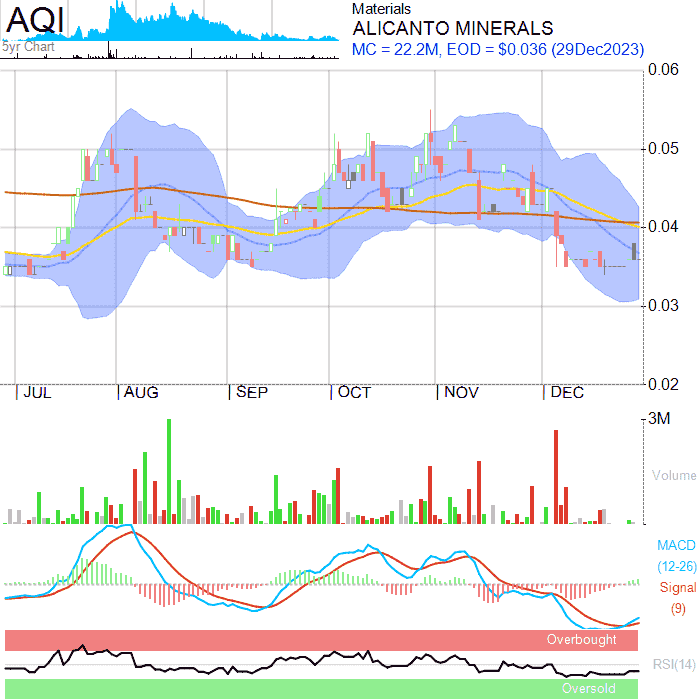 AQI
5yr Chart
Materials
ALICANTO MINERALS
MC = 22.2M, EOD = $0.036 (29Dec2023)
0.06
0.05
0.04
0.03
0.02
JUL AUG SEP OCT NOV DEC
3M
Volume
MACD
(12-26)
Signal
(9)
Overbought
RSI(14)
Oversold